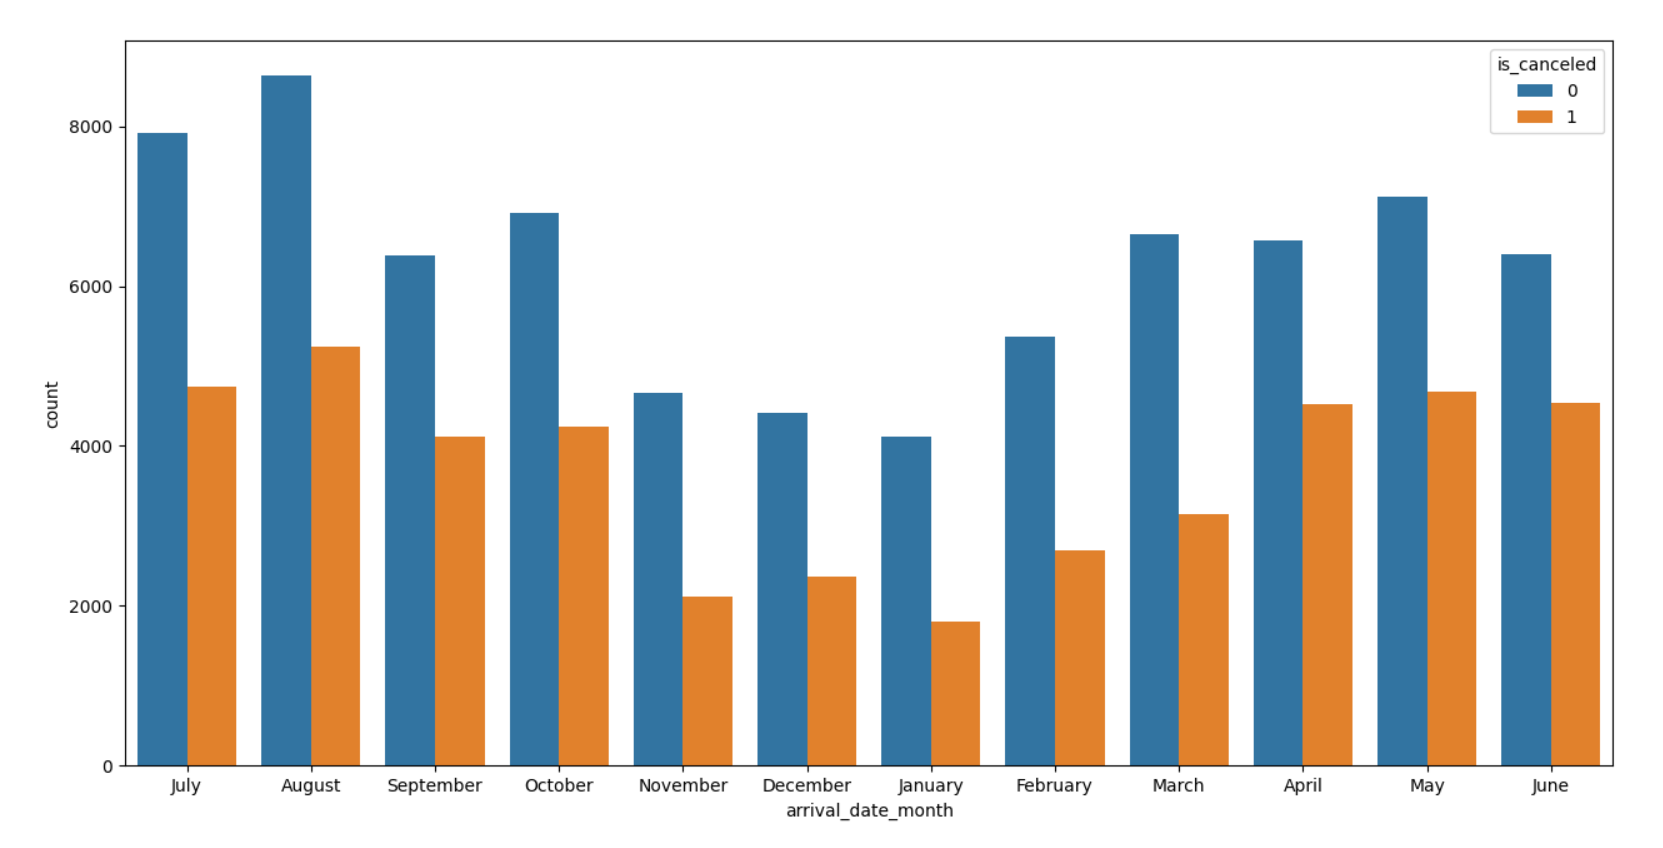 is_canceled
0
1
8000
6000
4000
2000
0
count
July August September October November December January February March April May June
arrival_date_month